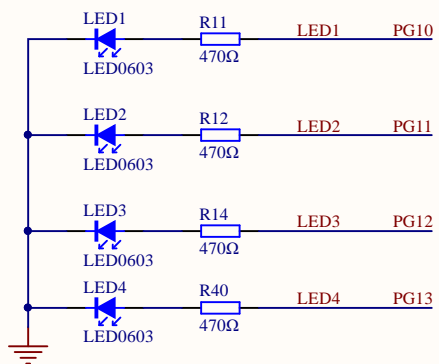 LED1 R11 LED1 PG10
LED0603 470Ω
LED2 R12 LED2 PG11
LED0603 470Ω
LED3 R14 LED3 PG12
LED0603 470Ω
LED4 R40 LED4 PG13
LED0603 470Ω